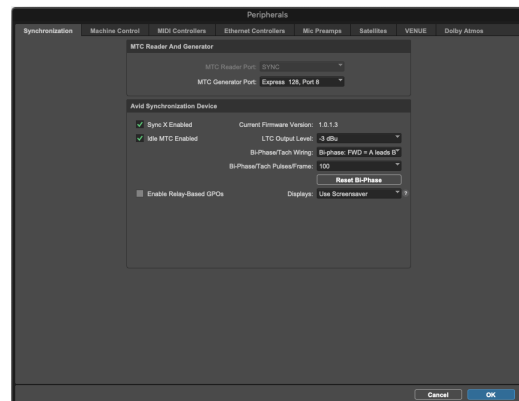 Peripherals
Synchronization Machine Control MIDI Controllers Ethernet Controllers Mic Preamps Satellites VENUE Dolby Atmos
MTC Reader And Generator
MTC Reader Port: SYNC
MTC Generator Port: Express 128, Port 8
Avid Synchronization Device
Sync X Enabled Current Firmware Version: 1.0.1.3
Idle MTC Enabled LTC Output Level: -3 dBu
Bi-Phase/Tach Wiring: Bi-phase: FWD = A leads B
Bi-Phase/Tach Pulses/Frame: 100
Reset Bi-Phase
Enable Relay-Based GPOs Displays: Use Screensaver ?
Cancel OK